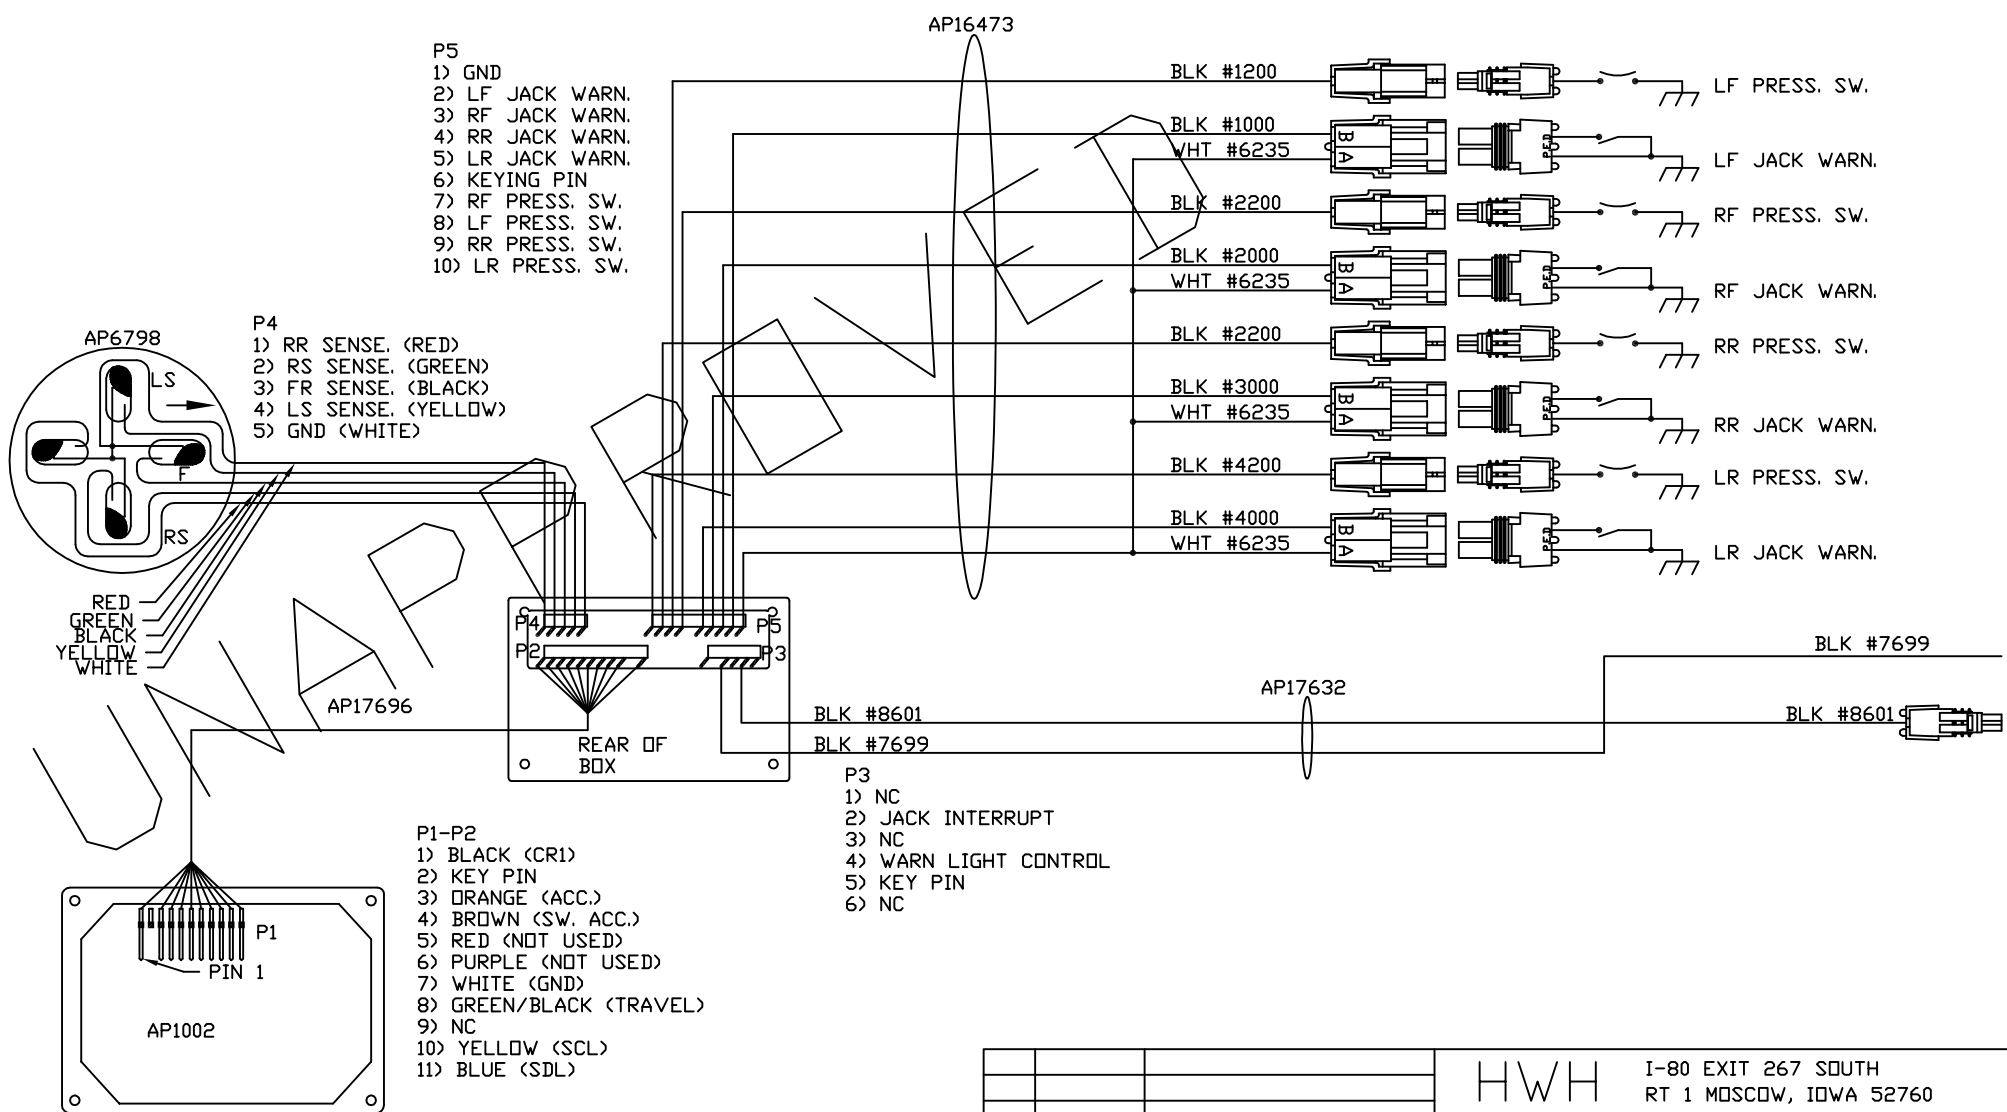 AP16473
P5
1) GND
2) LF JACK WARN.
3) RF JACK WARN.
4) RR JACK WARN.
5) LR JACK WARN.
6) KEYING PIN
7) RF PRESS. SW.
8) LF PRESS. SW.
9) RR PRESS. SW.
10) LR PRESS. SW.
BLK #1200
LF PRESS. SW.
BLK #1000
WHT #6235
B
A
P.E.D
LF JACK WARN.
BLK #2200
RF PRESS. SW.
BLK #2000
WHT #6235
B
A
P.E.D
RF JACK WARN.
BLK #2200
RR PRESS. SW.
BLK #3000
WHT #6235
B
A
P.E.D
RR JACK WARN.
BLK #4200
LR PRESS. SW.
BLK #4000
WHT #6235
B
A
P.E.D
LR JACK WARN.
P4
1) RR SENSE. (RED)
2) RS SENSE. (GREEN)
3) FR SENSE. (BLACK)
4) LS SENSE. (YELLOW)
5) GND (WHITE)
AP6798
LS
F
RS
RED
GREEN
BLACK
YELLOW
WHITE
UNAPPROVED
P4
P5
P2
P3
REAR OF
BOX
AP17696
AP17632
BLK #7699
BLK #8601
BLK #8601
BLK #7699
P3
1) NC
2) JACK INTERRUPT
3) NC
4) WARN LIGHT CONTROL
5) KEY PIN
6) NC
P1-P2
1) BLACK (CR1)
2) KEY PIN
3) ORANGE (ACC.)
4) BROWN (SW. ACC.)
5) RED (NOT USED)
6) PURPLE (NOT USED)
7) WHITE (GND)
8) GREEN/BLACK (TRAVEL)
9) NC
10) YELLOW (SCL)
11) BLUE (SDL)
P1
PIN 1
AP1002
HWH
I-80 EXIT 267 SOUTH
RT 1 MOSCOW, IOWA 52760